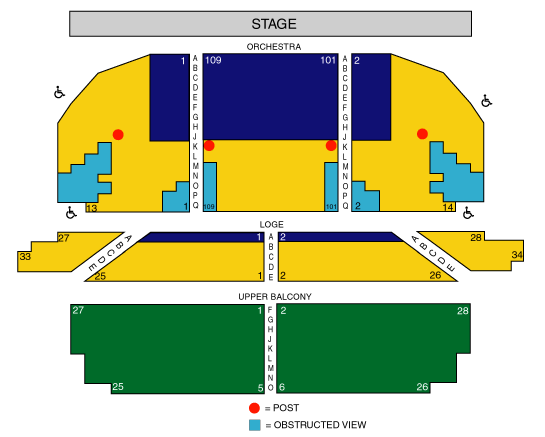 STAGE
ORCHESTRA
1 109 101 2
A A
B B
C C
D D
E E
F F
G G
H H
J J
K K
L L
M M
N N
O O
P P
Q Q
13 1 109 101 2 14
LOGE
27 A B C D E 1 A 2 A B C D E 28
B
33 C 34
D
25 1 E 2 26
UPPER BALCONY
27 1 F 2 28
G
H
J
K
L
M
N
25 5 O 6 26
= POST
= OBSTRUCTED VIEW